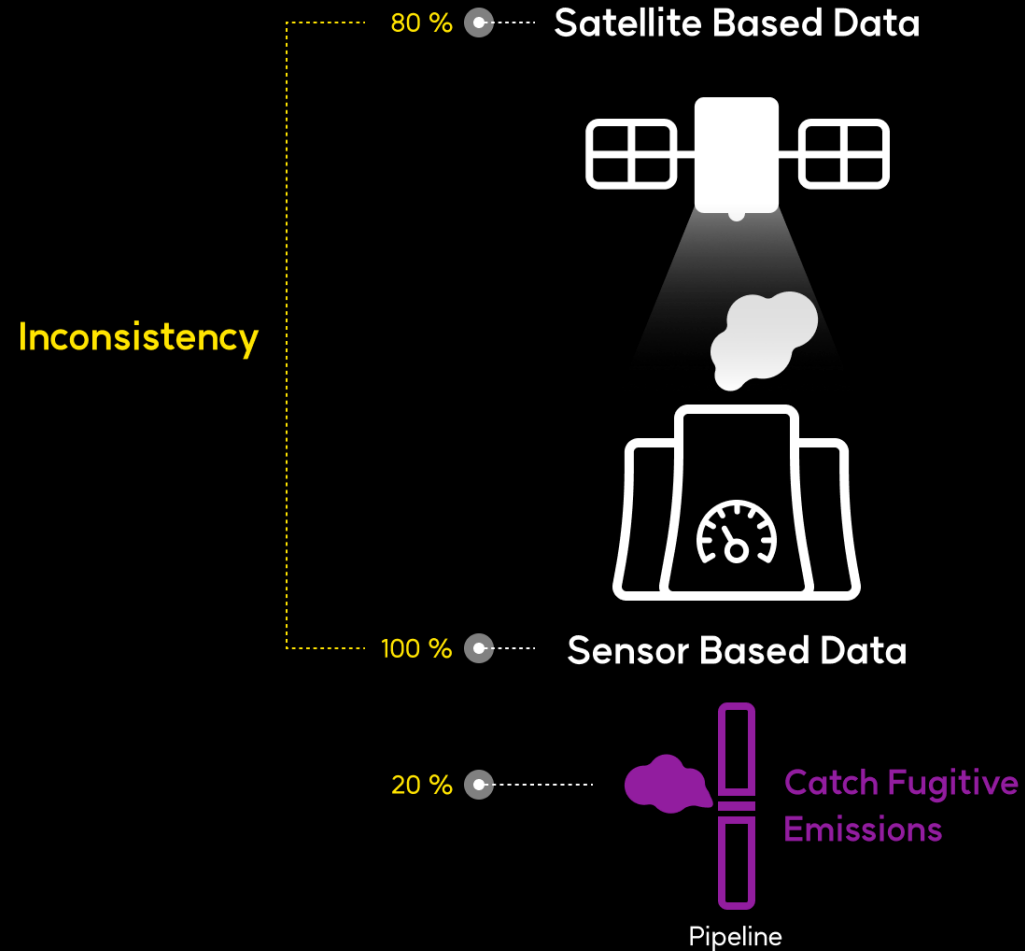 80 %
Satellite Based Data
Inconsistency
100 %
Sensor Based Data
20 %
Catch Fugitive
Emissions
Pipeline